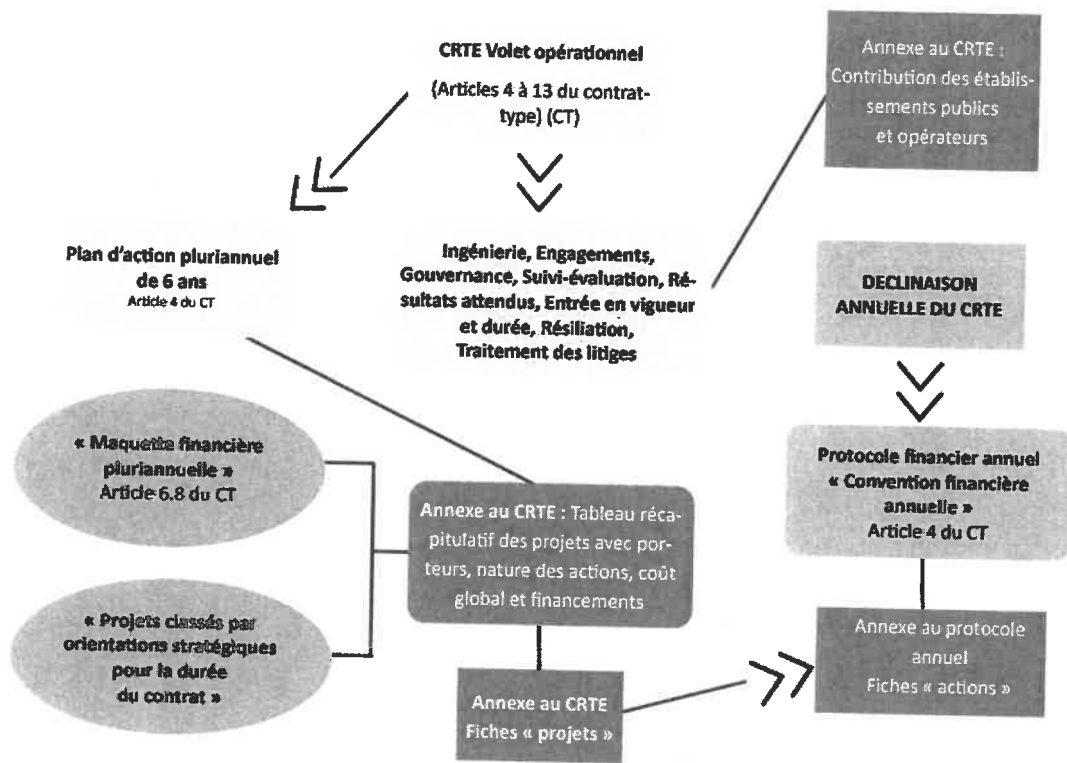 CRTE Volet opérationnel
(Articles 4 à 13 du contrat-
type) (CT)
Annexe au CRTE :
Contribution des établis-
sements publics
et opérateurs
Plan d'action pluriannuel
de 6 ans
Article 4 du CT
Ingénierie, Engagements,
Gouvernance, Suivi-évaluation, Ré-
sultats attendus, Entrée en vigueur
et durée, Résiliation,
Traitement des litiges
DECLINAISON
ANNUELLE DU CRTE
« Maquette financière
pluriannuelle »
Article 6.8 du CT
Annexe au CRTE : Tableau réca-
pitulatif des projets avec por-
teurs, nature des actions, coût
global et financements
Protocole financier annuel
« Convention financière
annuelle »
Article 4 du CT
« Projets classés par
orientations stratégiques
pour la durée
du contrat »
Annexe au CRTE
Fiches « projets »
Annexe au protocole
annuel
Fiches « actions »